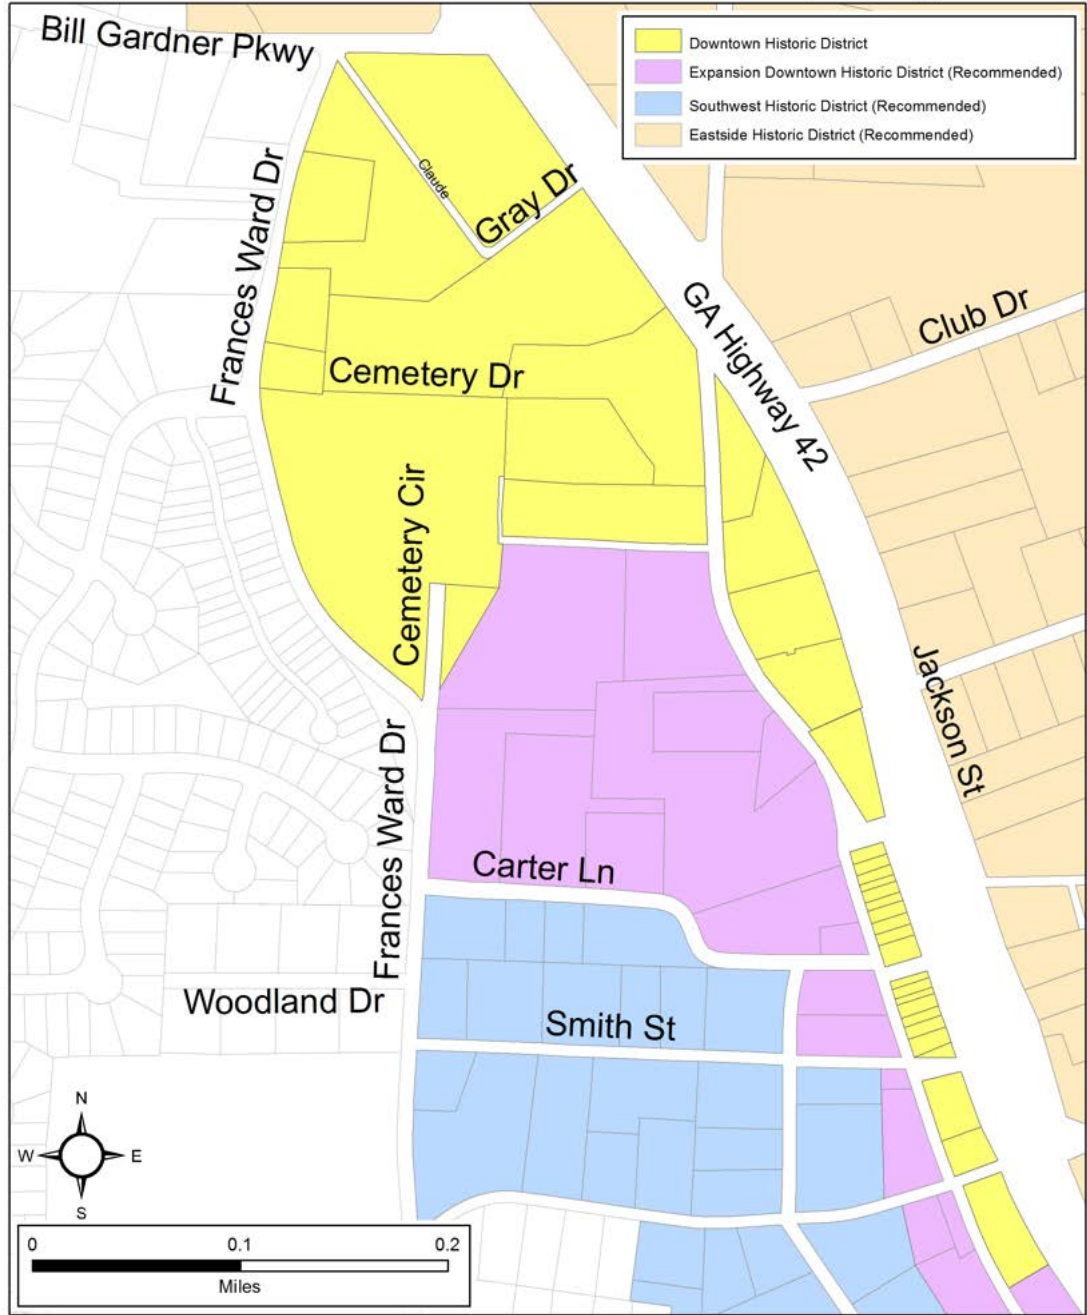 Bill Gardner Pkwy
Downtown Historic District
Expansion Downtown Historic District (Recommended)
Southwest Historic District (Recommended)
Eastside Historic District (Recommended)
Claude
Gray Dr
Frances Ward Dr
GA Highway 42
Club Dr
Cemetery Dr
Cemetery Cir
Jackson St
Frances Ward Dr
Carter Ln
Woodland Dr
Smith St
N
W
E
S
0
0.1
0.2
Miles